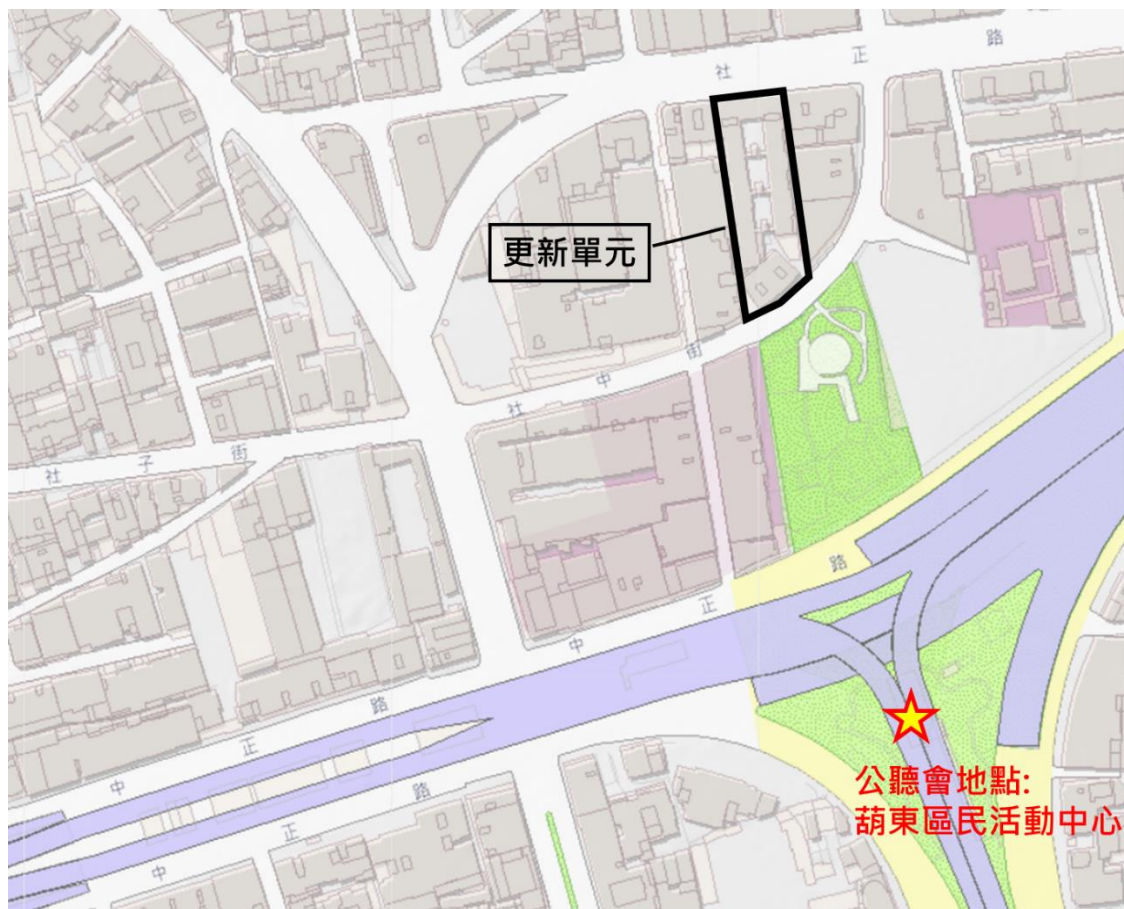 社正路
更新單元
社中街
社子街
中正路
中正路
中正路
公聽會地點:
葫東區民活動中心